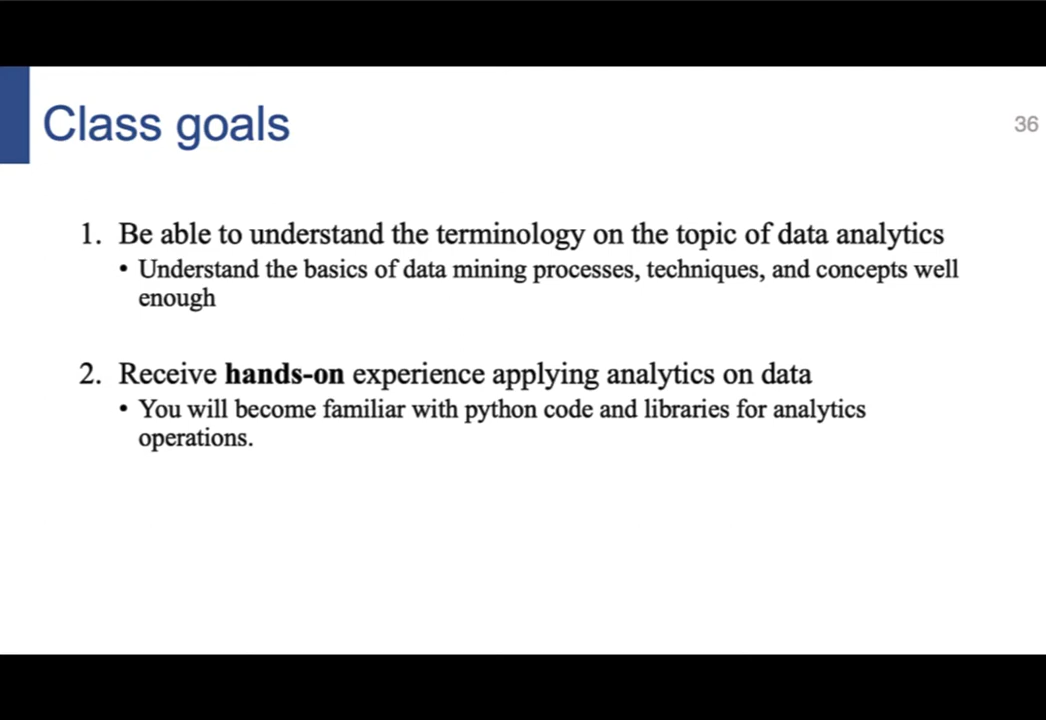 Class goals
36
1. Be able to understand the terminology on the topic of data analytics
• Understand the basics of data mining processes, techniques, and concepts well
enough
2. Receive hands-on experience applying analytics on data
• You will become familiar with python code and libraries for analytics
operations.